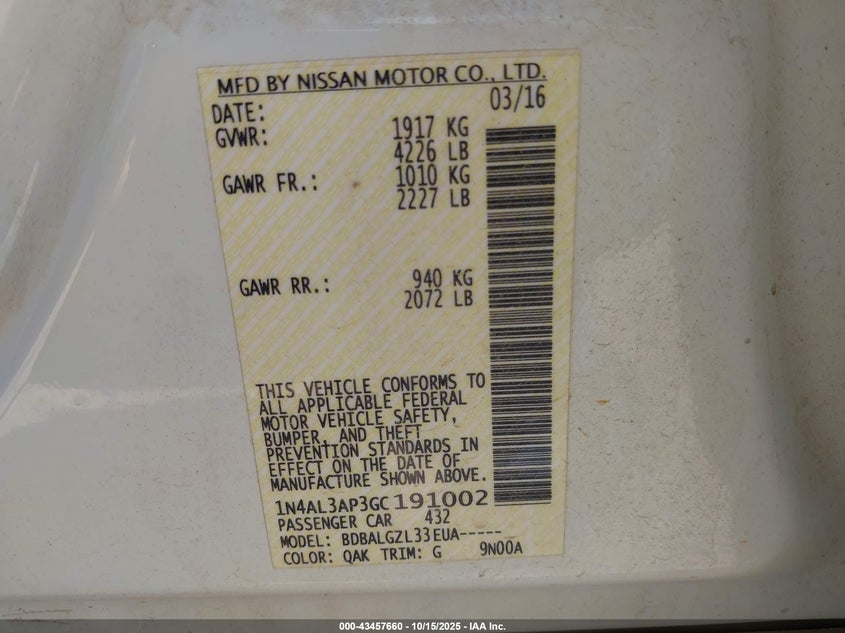 MFD BY NISSAN MOTOR CO., LTD.
DATE: 03/16
GVWR: 1917 KG
4226 LB
GAWR FR.: 1010 KG
2227 LB
GAWR RR.: 940 KG
2072 LB
THIS VEHICLE CONFORMS TO
ALL APPLICABLE FEDERAL
MOTOR VEHICLE SAFETY,
BUMPER, AND THEFT
PREVENTION STANDARDS IN
EFFECT ON THE DATE OF
MANUFACTURE SHOWN ABOVE.
1N4AL3AP3GC191002
PASSENGER CAR 432
MODEL: BDBALGZL33EUA-----
COLOR: QAK TRIM: G 9N00A
000-43457660 - 10/15/2025 - IAA Inc.